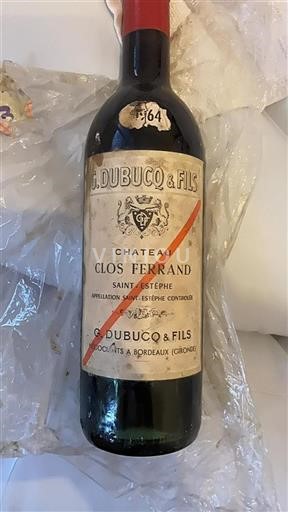 1964
G. DUBUCQ & FILS
CHATEAU
CLOS FERRAND
SAINT-ESTÈPHE
APPELLATION SAINT-ESTÈPHE CONTROLÉE
G. DUBUCQ & FILS
NÉGOCIANTS A BORDEAUX (GIRONDE)